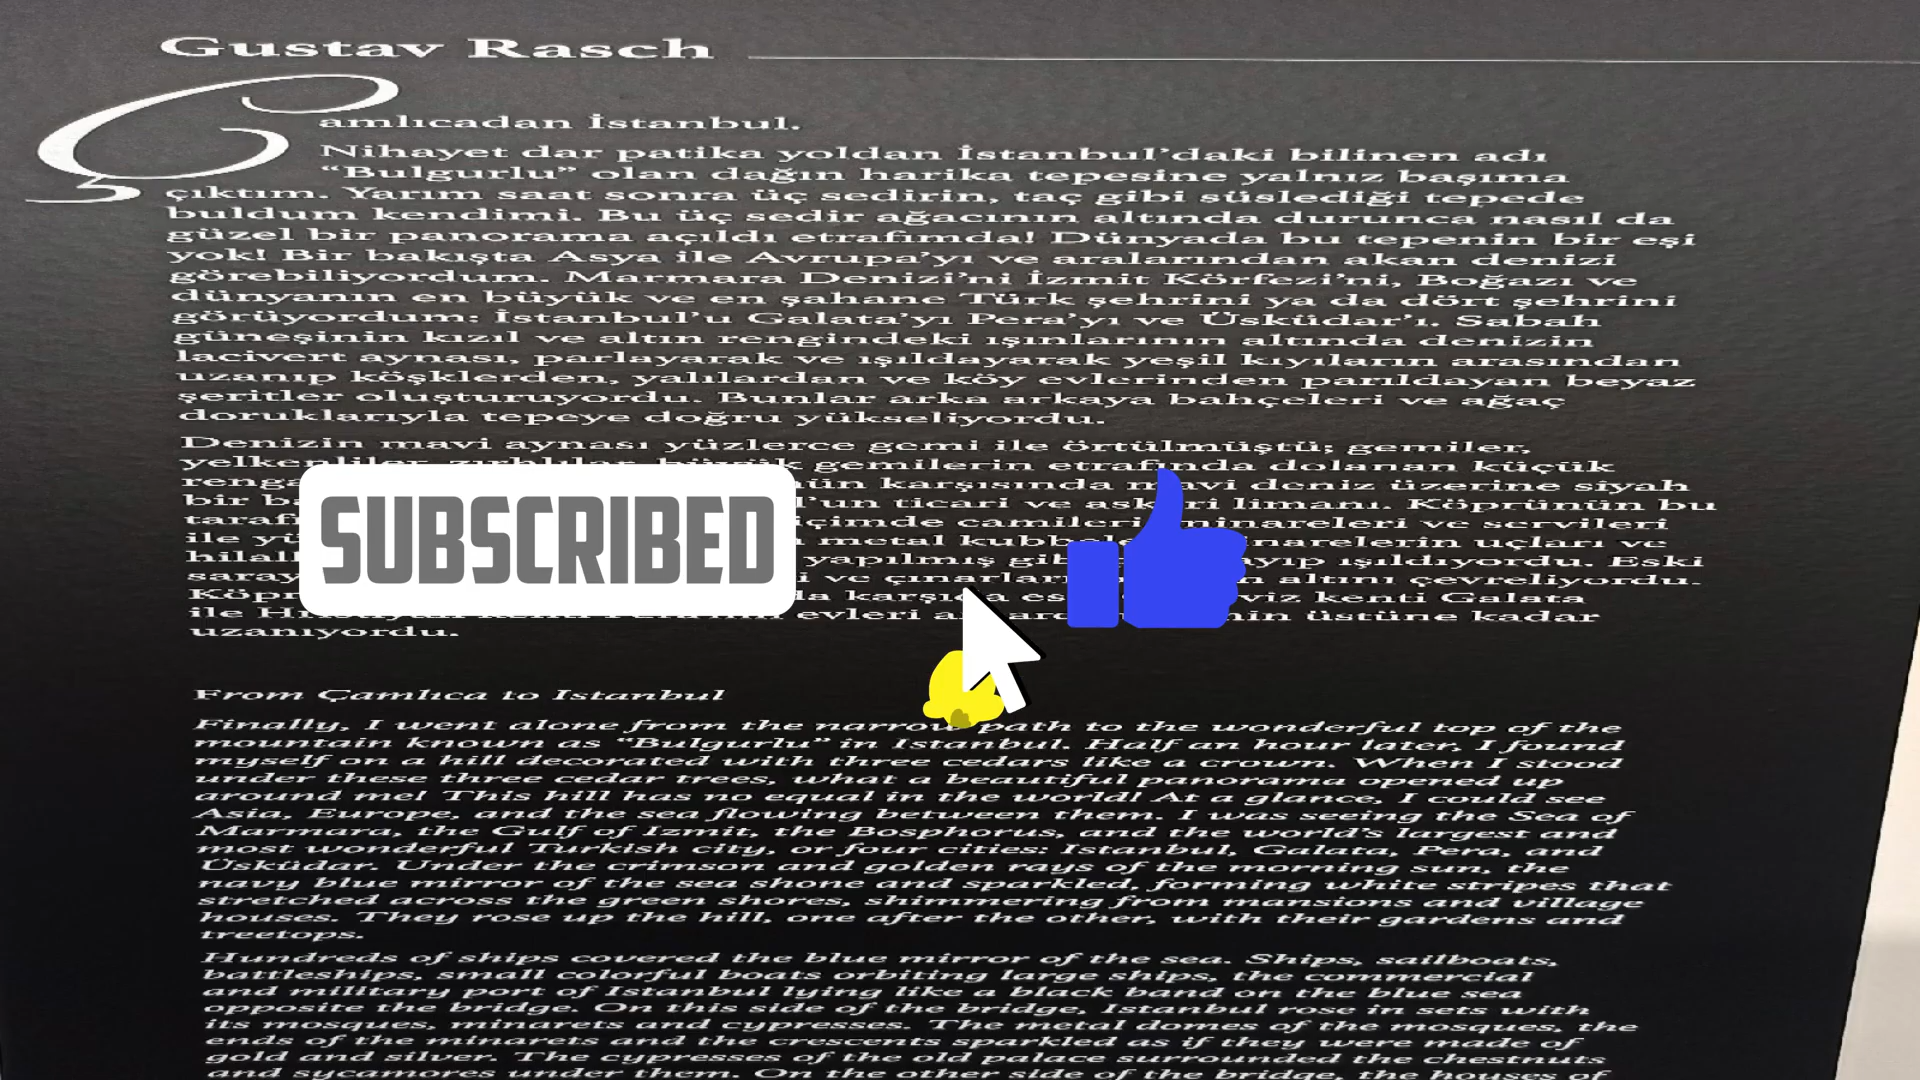 Gustav Rasch
Çamlıcadan İstanbul.
Nihayet dar patika yoldan İstanbul'daki bilinen adı
“Bulgurlu” olan dağın harika tepesine yalnız başıma
çıktım. Yarım saat sonra üç sedirin, taç gibi süslediği tepede
buldum kendimi. Bu üç sedir ağacının altında durunca nasıl da
güzel bir panorama açıldı etrafımda! Dünyada bu tepenin bir eşi
yok! Bir bakışta Asya ile Avrupa'yı ve aralarından akan denizi
görebiliyordum. Marmara Denizi'ni İzmit Körfezi'ni, Boğazı ve
dünyanın en büyük ve en şahane Türk şehrini ya da dört şehrini
görüyordum: İstanbul'u Galata'yı Pera'yı ve Üsküdar'ı. Sabah
güneşinin kızıl ve altın rengindeki ışınlarının altında denizin
lacivert aynası, parlayarak ve ışıldayarak yeşil kıyıların arasından
uzanıp köşklerden, yalılardan ve köy evlerinden parıldayan beyaz
şeritler oluşturuyordu. Bunlar arka arkaya bahçeleri ve ağaç
doruklarıyla tepeye doğru yükseliyordu.
Denizin mavi aynası yüzlerce gemi ile örtülmüştü; gemiler,
yelkenliler, zırhlılar, büyük gemilerin etrafında dolanan küçük
karşısında mavi deniz üzerine siyah
bir ticari ve askeri limanı. Köprünün bu
camileri, minareleri ve servileri
ile metal uçları ve
yapılmış ışıldıyordu. Eski
ve altını çevreliyordu.
karşıda kenti Galata
ile evleri üstüne kadar
uzanıyordu.
SUBSCRIBED
From Çamlıca to Istanbul
Finally, I went alone from the narrow path to the wonderful top of the
mountain known as “Bulgurlu” in Istanbul. Half an hour later, I found
myself on a hill decorated with three cedars like a crown. When I stood
under these three cedar trees, what a beautiful panorama opened up
around me! This hill has no equal in the world! At a glance, I could see
Asia, Europe, and the sea flowing between them. I was seeing the Sea of
Marmara, the Gulf of Izmit, the Bosphorus, and the world's largest and
most wonderful Turkish city, or four cities: Istanbul, Galata, Pera, and
Üsküdar. Under the crimson and golden rays of the morning sun, the
navy blue mirror of the sea shone and sparkled, forming white stripes that
stretched across the green shores, shimmering from mansions and village
houses. They rose up the hill, one after the other, with their gardens and
treetops.
Hundreds of ships covered the blue mirror of the sea. Ships, sailboats,
battleships, small colorful boats orbiting large ships, the commercial
and military port of Istanbul lying like a black band on the blue sea
opposite the bridge. On this side of the bridge, Istanbul rose in sets with
its mosques, minarets and cypresses. The metal domes of the mosques, the
ends of the minarets and the crescents sparkled as if they were made of
gold and silver. The cypresses of the old palace surrounded the chestnuts
and sycamores under them. On the other side of the bridge, the houses of